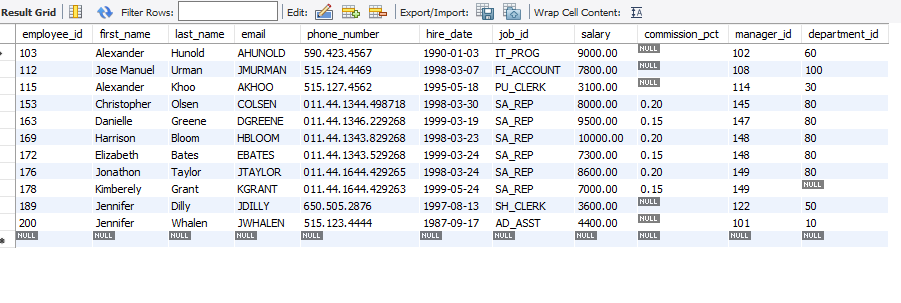 Result Grid Filter Rows: Edit: Export/Import: Wrap Cell Content: IA
employee_id first_name last_name email phone_number hire_date job_id salary commission_pct manager_id department_id
103 Alexander Hunold AHUNOLD 590.423.4567 1990-01-03 IT_PROG 9000.00 NULL 102 60
112 Jose Manuel Urman JMURMAN 515.124.4469 1998-03-07 FI_ACCOUNT 7800.00 NULL 108 100
115 Alexander Khoo AKHOO 515.127.4562 1995-05-18 PU_CLERK 3100.00 NULL 114 30
153 Christopher Olsen COLSEN 011.44.1344.498718 1998-03-30 SA_REP 8000.00 0.20 145 80
163 Danielle Greene DGREENE 011.44.1346.229268 1999-03-19 SA_REP 9500.00 0.15 147 80
169 Harrison Bloom HBLOOM 011.44.1343.829268 1998-03-23 SA_REP 10000.00 0.20 148 80
172 Elizabeth Bates EBATES 011.44.1343.529268 1999-03-24 SA_REP 7300.00 0.15 148 80
176 Jonathon Taylor JTAYLOR 011.44.1644.429265 1998-03-24 SA_REP 8600.00 0.20 149 80
178 Kimberely Grant KGRANT 011.44.1644.429263 1999-05-24 SA_REP 7000.00 0.15 149 NULL
189 Jennifer Dilly JDILLY 650.505.2876 1997-08-13 SH_CLERK 3600.00 NULL 122 50
200 Jennifer Whalen JWHALEN 515.123.4444 1987-09-17 AD_ASST 4400.00 NULL 101 10
NULL NULL NULL NULL NULL NULL NULL NULL NULL NULL NULL